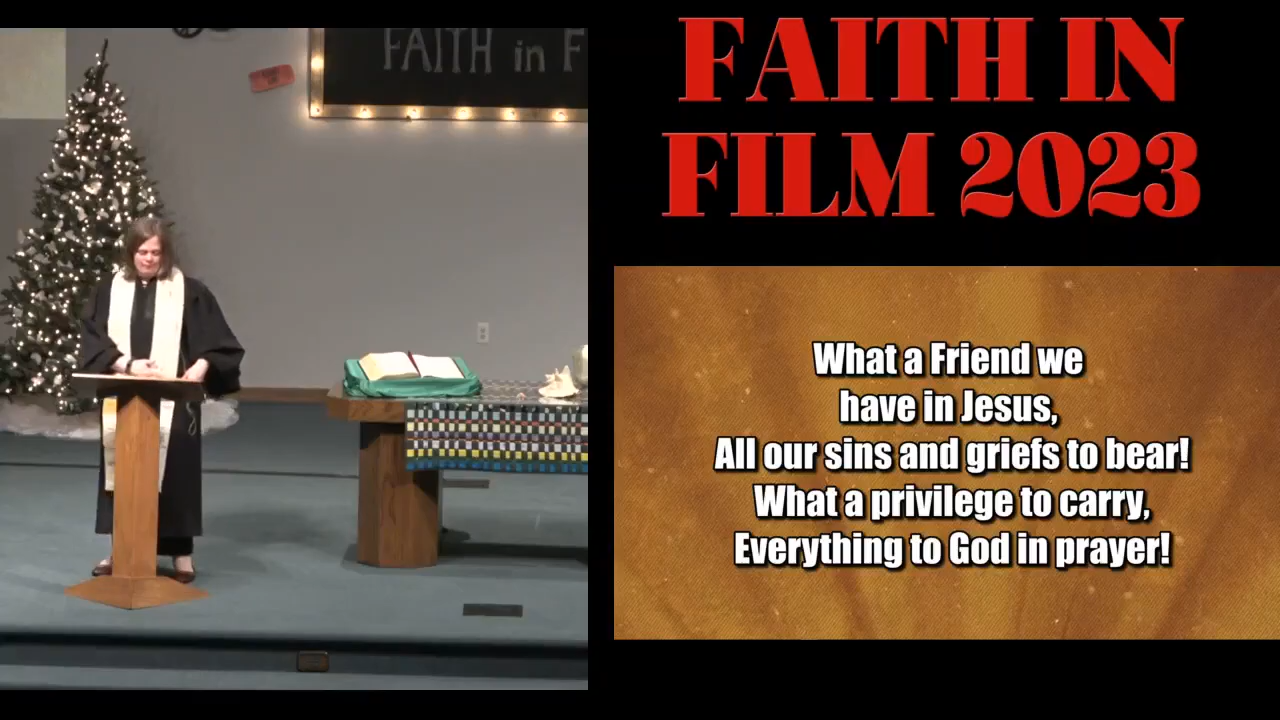 FAITH in F
FAITH IN
FILM 2023
What a Friend we
have in Jesus,
All our sins and griefs to bear!
What a privilege to carry,
Everything to God in prayer!